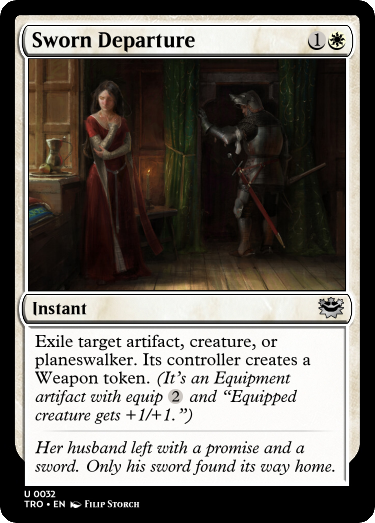 Sworn Departure 1
Instant
Exile target artifact, creature, or
planeswalker. Its controller creates a
Weapon token. (It's an Equipment
artifact with equip 2 and “Equipped
creature gets +1/+1.”)
Her husband left with a promise and a
sword. Only his sword found its way home.
U 0032
TRO • EN Filip Storch